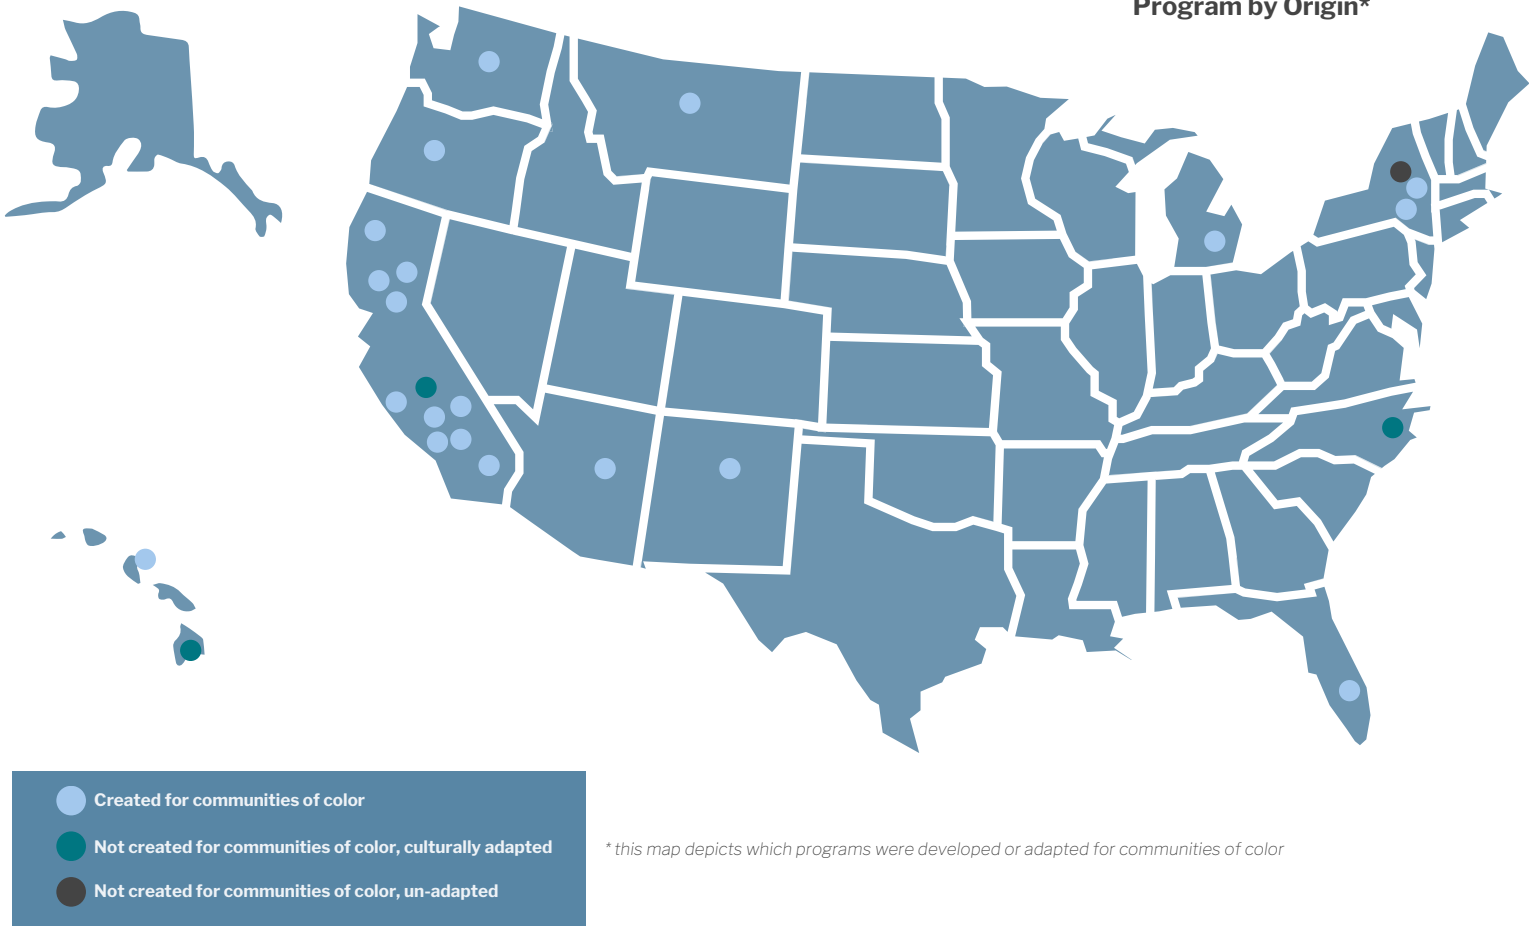 Program by Origin*
Created for communities of color
Not created for communities of color, culturally adapted
* this map depicts which programs were developed or adapted for communities of color
Not created for communities of color, un-adapted